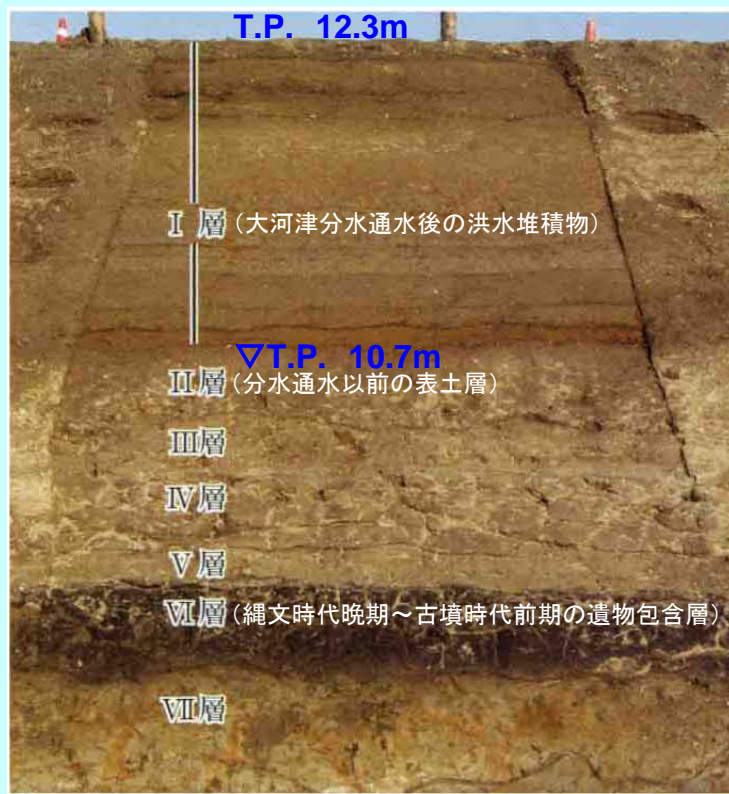 T.P. 12.3m
Ⅰ層(大河津分水通水後の洪水堆積物)
▽T.P. 10.7m
Ⅱ層(分水通水以前の表土層)
Ⅲ層
Ⅳ層
Ⅴ層
Ⅵ層(縄文時代晩期～古墳時代前期の遺物包含層)
Ⅶ層